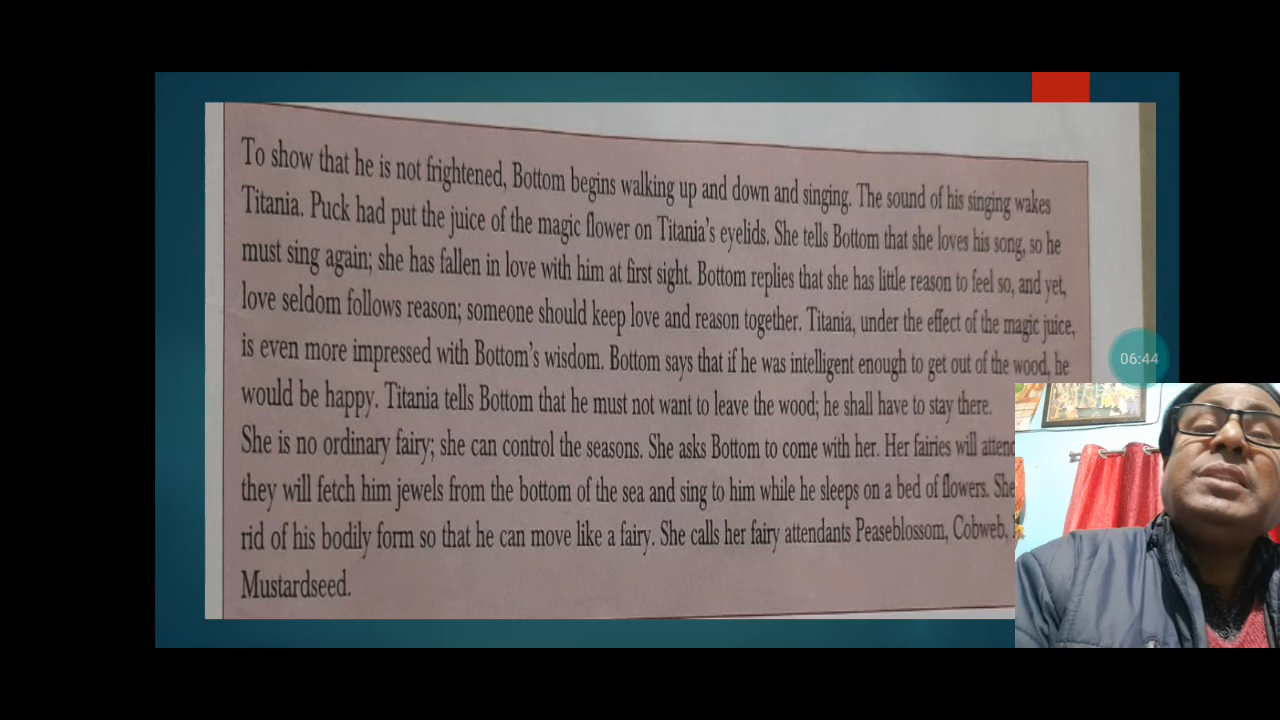 To show that he is not frightened, Bottom begins walking up and down and singing. The sound of his singing wakes
Titania. Puck had put the juice of the magic flower on Titania's eyelids. She tells Bottom that she loves his song, so he
must sing again; she has fallen in love with him at first sight. Bottom replies that she has little reason to feel so, and yet,
love seldom follows reason; someone should keep love and reason together. Titania, under the effect of the magic juice,
is even more impressed with Bottom's wisdom. Bottom says that if he was intelligent enough to get out of the wood, he
would be happy. Titania tells Bottom that he must not want to leave the wood; he shall have to stay there.
She is no ordinary fairy; she can control the seasons. She asks Bottom to come with her. Her fairies will
they will fetch him jewels from the bottom of the sea and sing to him while he sleeps on a bed of flowers. She
rid of his bodily form so that he can move like a fairy. She calls her fairy attendants Peaseblossom, Cobweb,
Mustardseed.
06:44